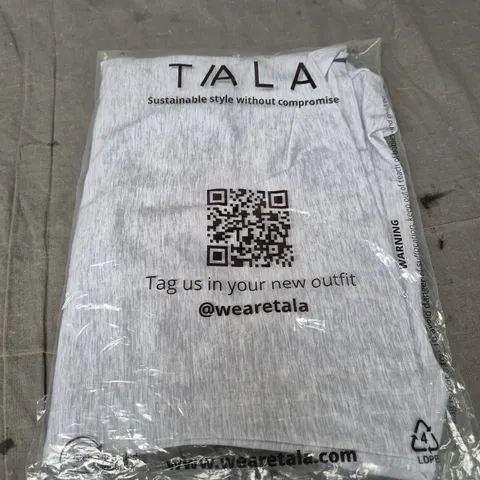 TALA
Sustainable style without compromise
Tag us in your new outfit
@wearetala
www.wearetala.com
WARNING
4
LDPE